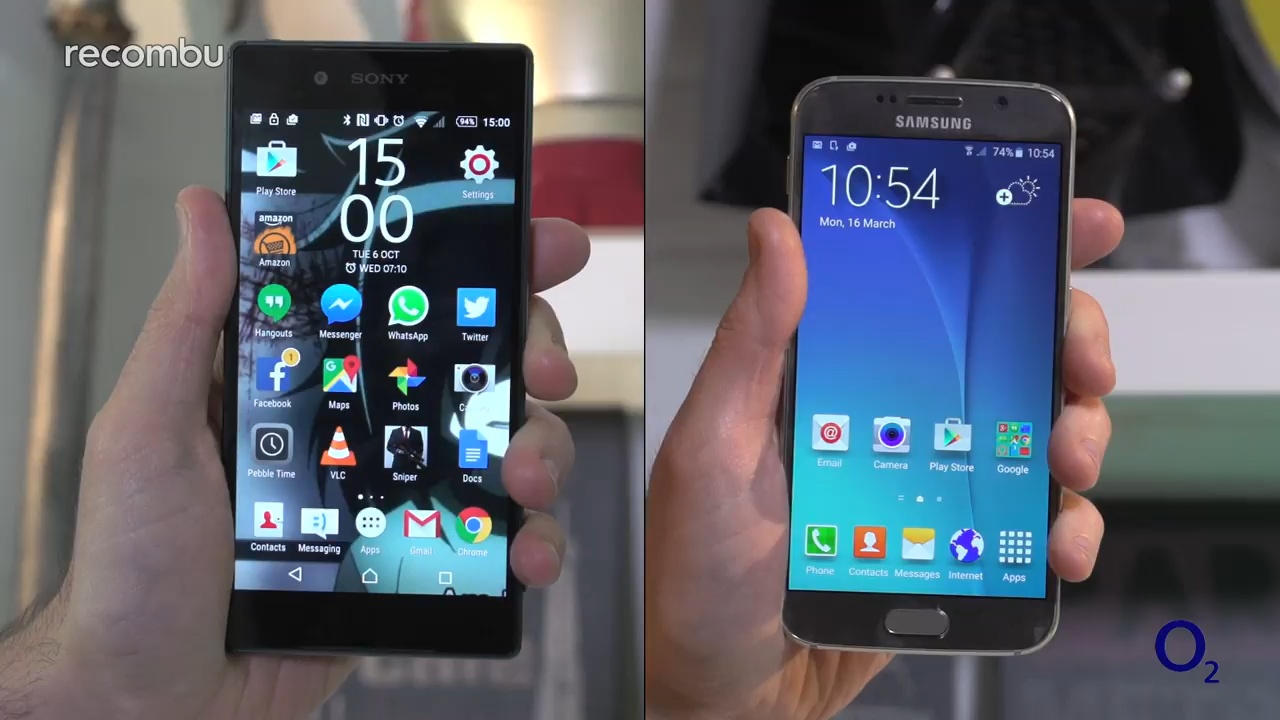 recombu
SONY
94% 15:00
Play Store
15
00
Settings
amazon
Amazon
TUE 6 OCT
WED 07:10
Hangouts
Messenger
WhatsApp
Twitter
1
Facebook
Maps
Photos
Pebble Time
VLC
Sniper
Docs
Contacts
Messaging
Apps
Gmail
Chrome
SAMSUNG
74% 10:54
10:54
Mon, 16 March
Email
Camera
Play Store
Google
Phone
Contacts
Messages
Internet
Apps
O2